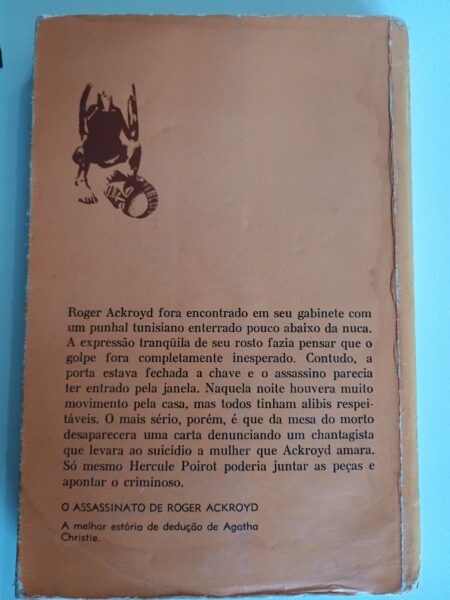 Roger Ackroyd fora encontrado em seu gabinete com
um punhal tunisiano enterrado pouco abaixo da nuca.
A expressão tranqüila de seu rosto fazia pensar que o
golpe fora completamente inesperado. Contudo, a
porta estava fechada a chave e o assassino parecia
ter entrado pela janela. Naquela noite houvera muito
movimento pela casa, mas todos tinham alibis respei-
táveis. O mais sério, porém, é que da mesa do morto
desaparecera uma carta denunciando um chantagista
que levara ao suicídio a mulher que Ackroyd amara.
Só mesmo Hercule Poirot poderia juntar as peças e
apontar o criminoso.
O ASSASSINATO DE ROGER ACKROYD
A melhor estória de dedução de Agatha
Christie.